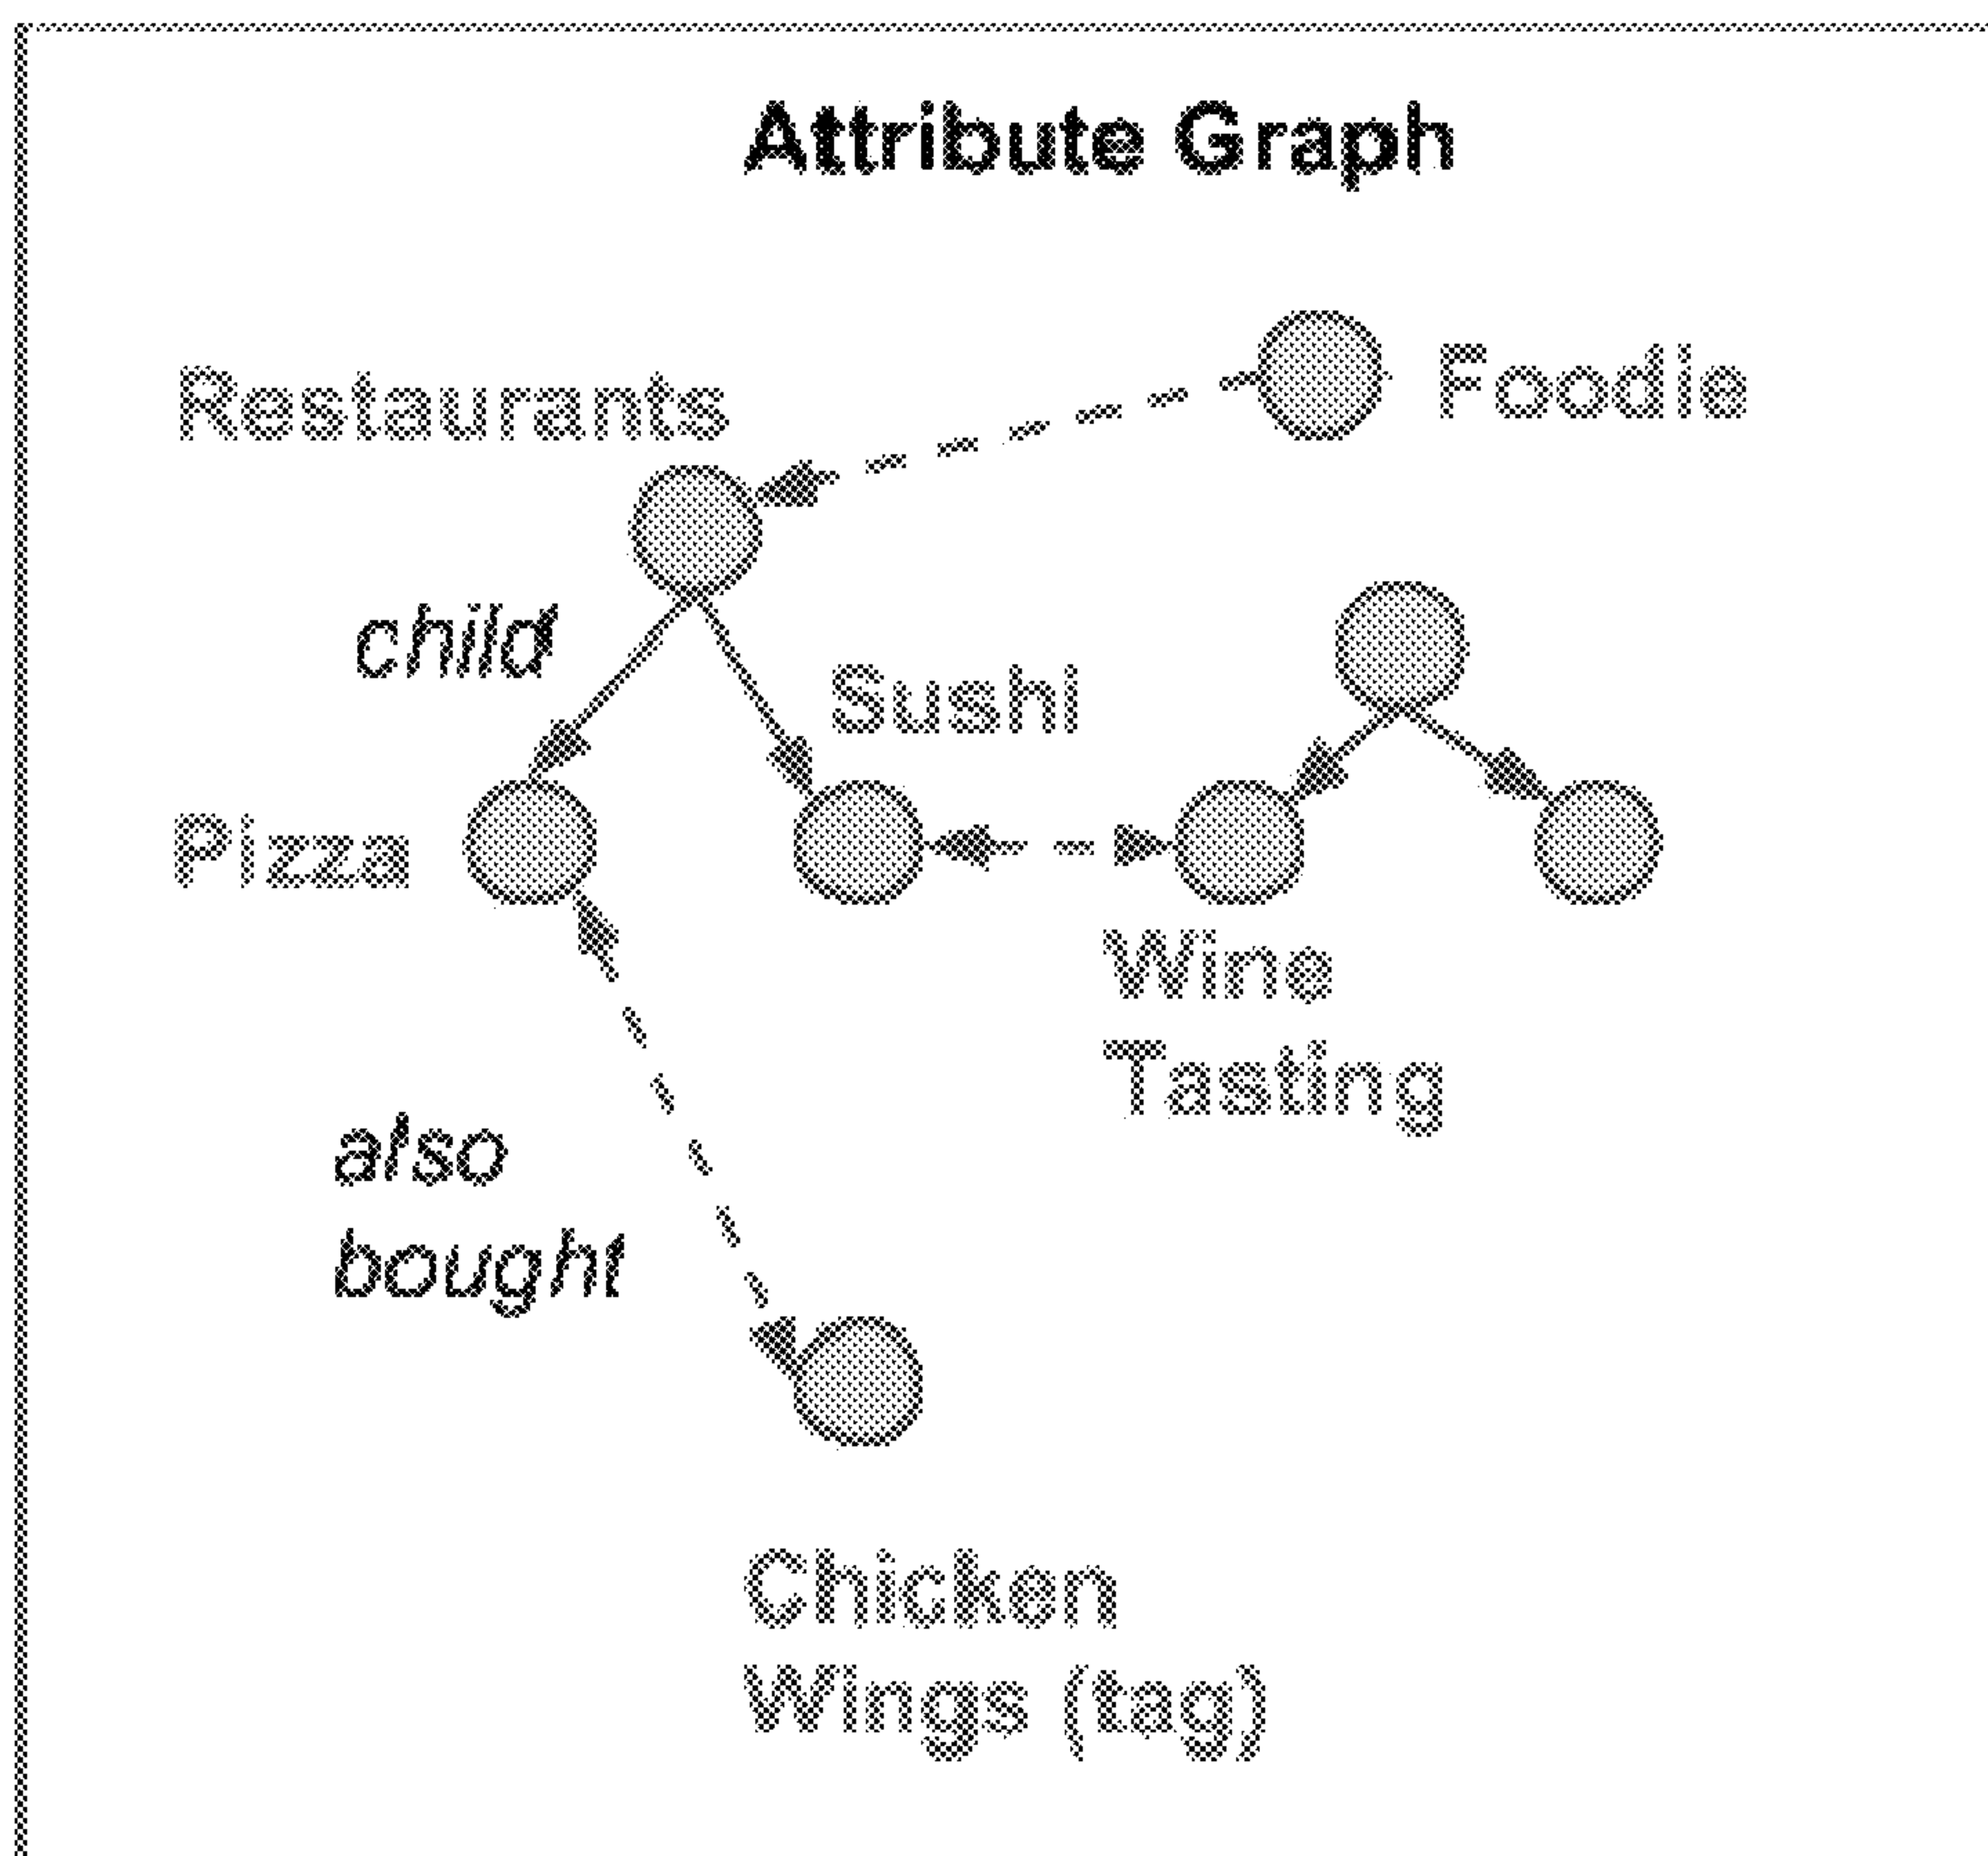 Attribute Graph
Restaurants
Foodie
child
Sushi
Pizza
Wine
Tasting
also
bought
Chicken
Wings (tag)